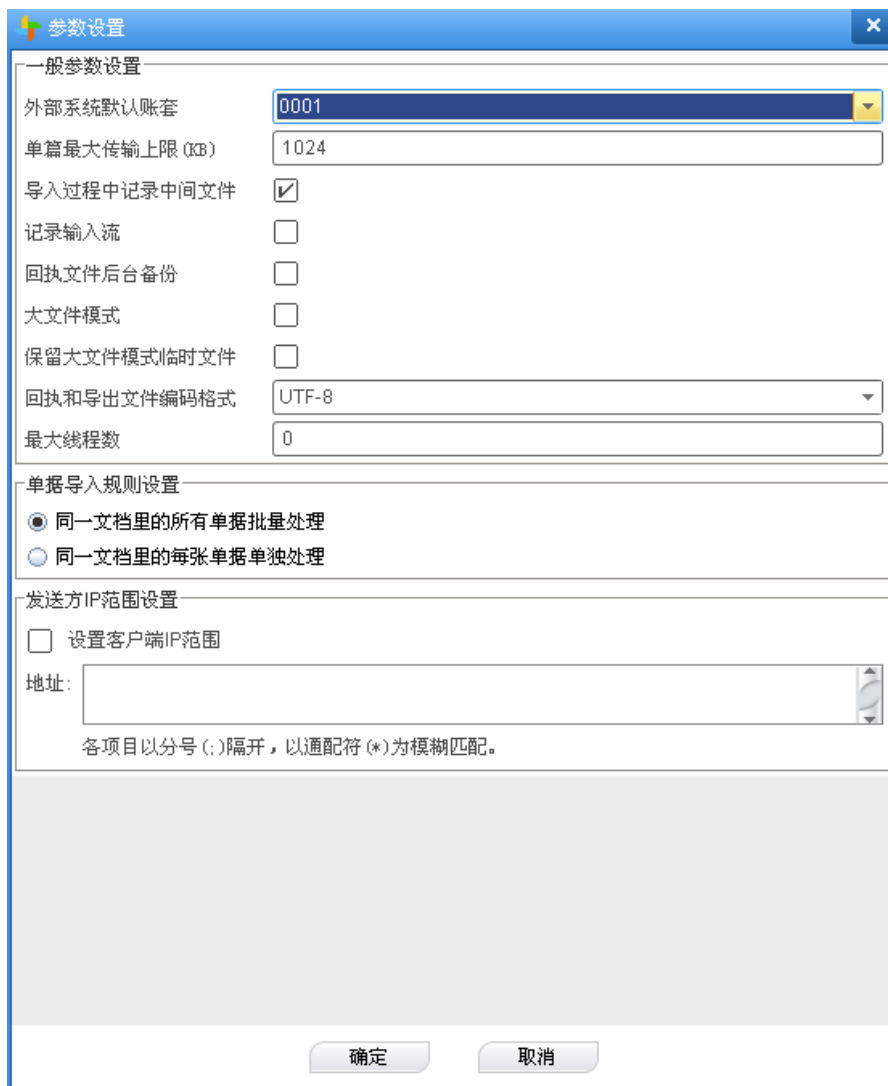 参数设置
一般参数设置
外部系统默认账套 0001
单篇最大传输上限(KB) 1024
导入过程中记录中间文件
记录输入流
回执文件后台备份
大文件模式
保留大文件模式临时文件
回执和导出文件编码格式 UTF-8
最大线程数 0
单据导入规则设置
同一文档里的所有单据批量处理
同一文档里的每张单据单独处理
发送方IP范围设置
设置客户端IP范围
地址:
各项目以分号(;)隔开，以通配符(*)为模糊匹配。
确定 取消